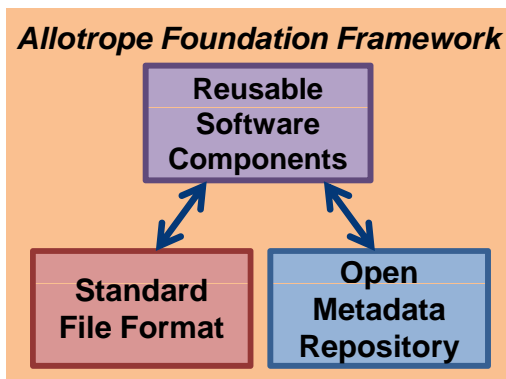 Allotrope Foundation Framework
Reusable
Software
Components
Standard
File Format
Open
Metadata
Repository